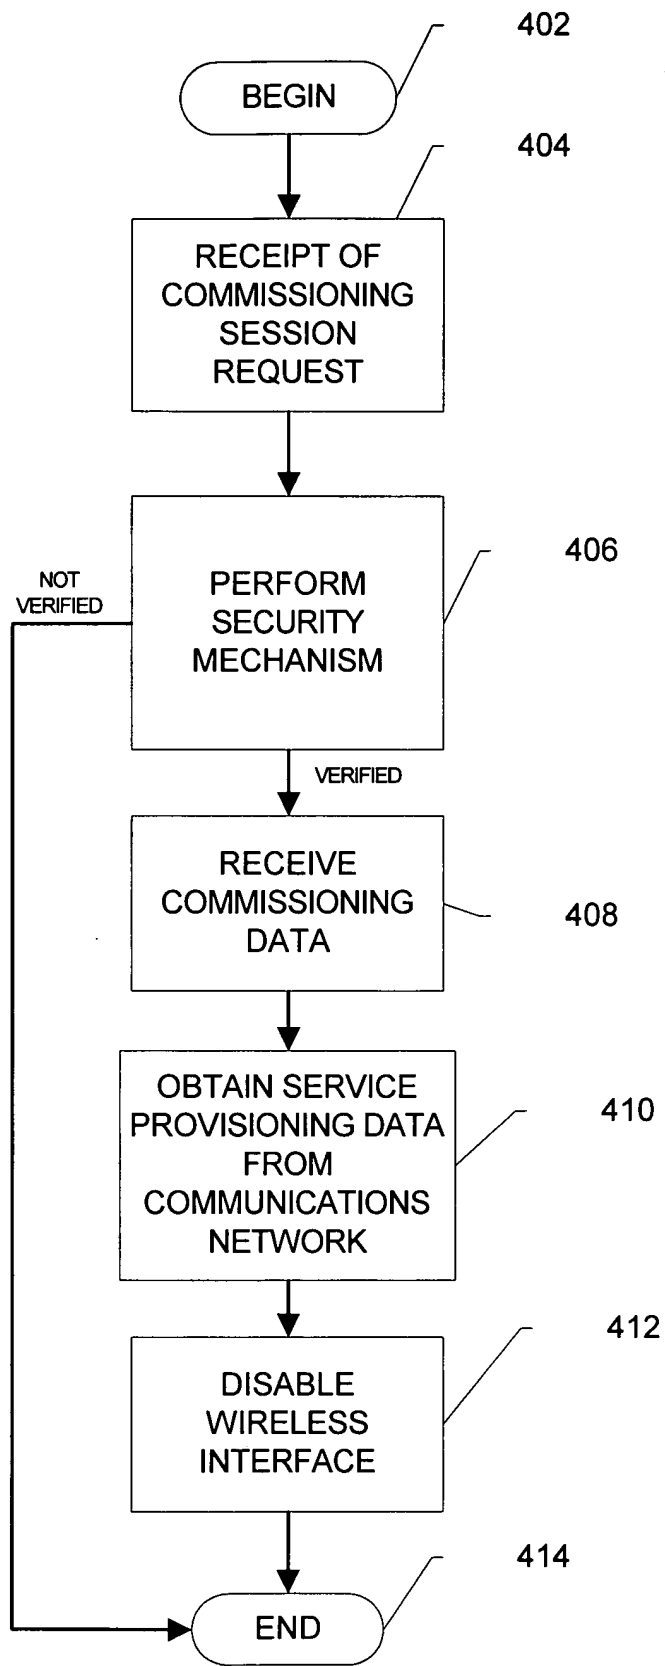 402
BEGIN
404
RECEIPT OF
COMMISSIONING
SESSION
REQUEST
406
NOT
VERIFIED
PERFORM
SECURITY
MECHANISM
VERIFIED
RECEIVE
COMMISSIONING
DATA
408
OBTAIN SERVICE
PROVISIONING DATA
FROM
COMMUNICATIONS
NETWORK
410
412
DISABLE
WIRELESS
INTERFACE
414
END